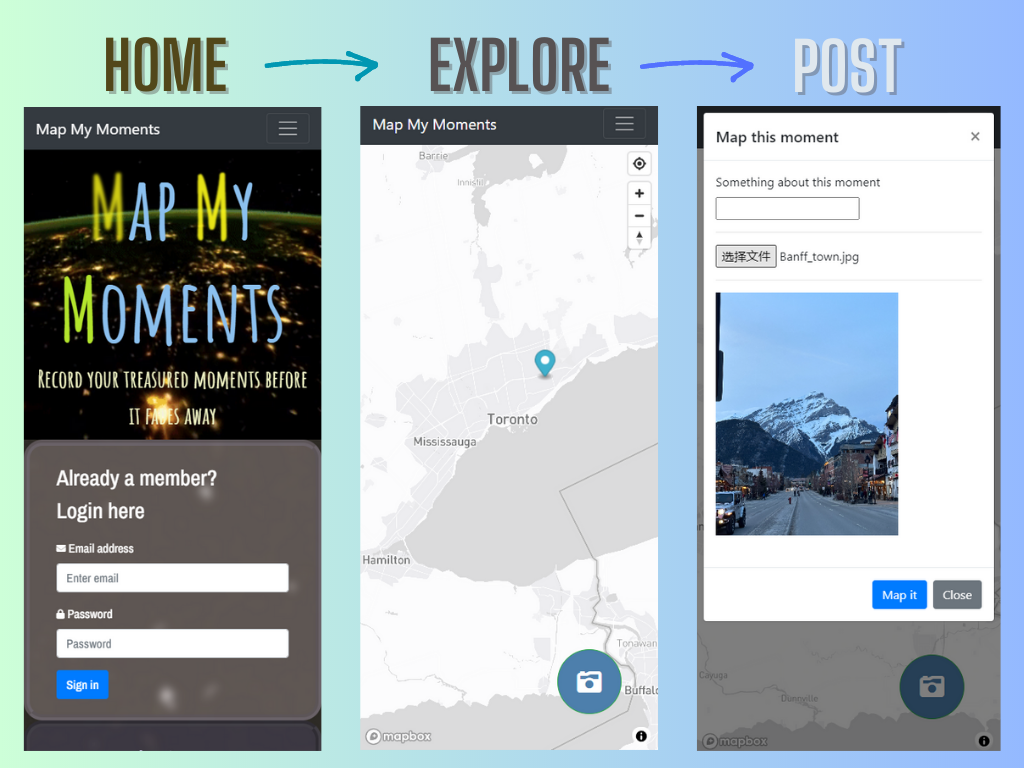 HOME
EXPLORE
POST
Map My Moments
MAP MY
MOMENTS
RECORD YOUR TREASURED MOMENTS BEFORE
IT FADES AWAY
Already a member?
Login here
Email address
Enter email
Password
Password
Sign in
Map My Moments
Barrie
Innisfil
Toronto
Mississauga
Hamilton
Tonawan
Buffalo
mapbox
Map this moment
×
Something about this moment
选择文件 Banff_town.jpg
Map it
Close
Cayuga
Dunnville
mapbox